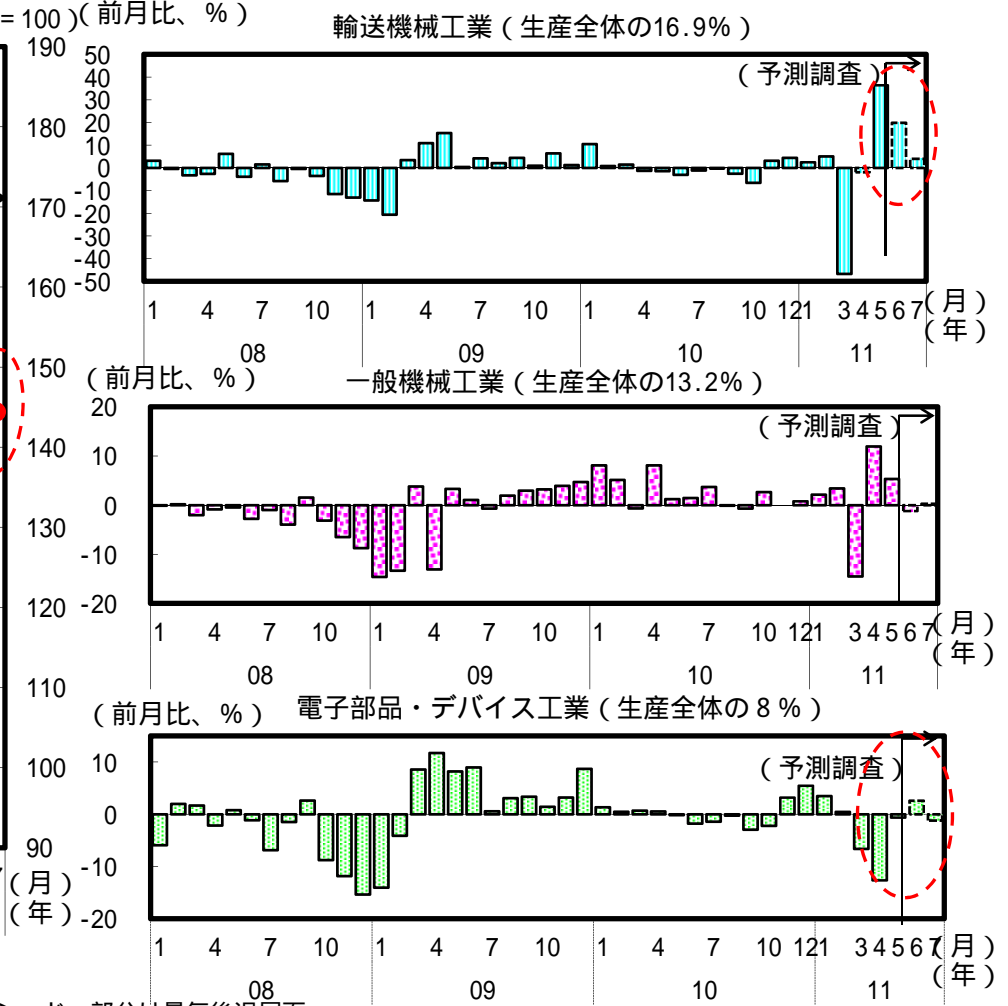 =100)
190
180
170
160
150
140
130
120
110
100
90
(月)
(年)
(前月比、%)
輸送機械工業(生産全体の16.9%)
(予測調査)
50
40
30
20
10
0
-10
-20
-30
-40
-50
1 4 7 10 1 4 7 10 1 4 7 10 12 1 3 4 5 6 7 (月)
08 09 10 11 (年)
(前月比、%)
一般機械工業(生産全体の13.2%)
(予測調査)
20
10
0
-10
-20
1 4 7 10 1 4 7 10 1 4 7 10 12 1 3 4 5 6 7 (月)
08 09 10 11 (年)
(前月比、%)
電子部品・デバイス工業(生産全体の8%)
(予測調査)
10
0
-10
-20
1 4 7 10 1 4 7 10 1 4 7 10 12 1 3 4 5 6 7 (月)
08 09 10 11 (年)